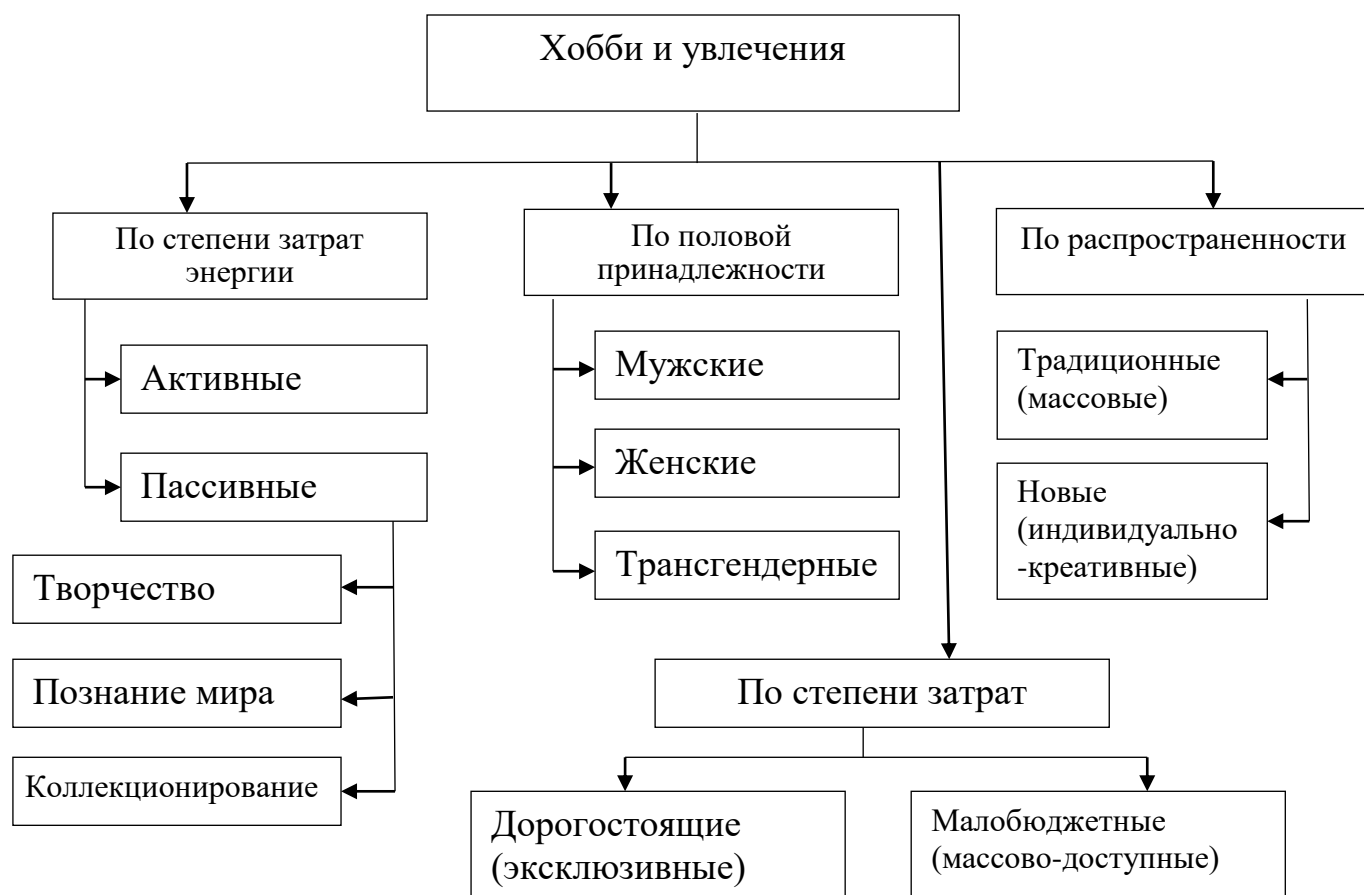 Хобби и увлечения
По степени затрат
энергии
По половой
принадлежности
По распространенности
Активные
Мужские
Традиционные
(массовые)
Пассивные
Женские
Новые
(индивидуально
-креативные)
Творчество
Трансгендерные
Познание мира
По степени затрат
Коллекционирование
Дорогостоящие
(эксклюзивные)
Малобюджетные
(массово-доступные)